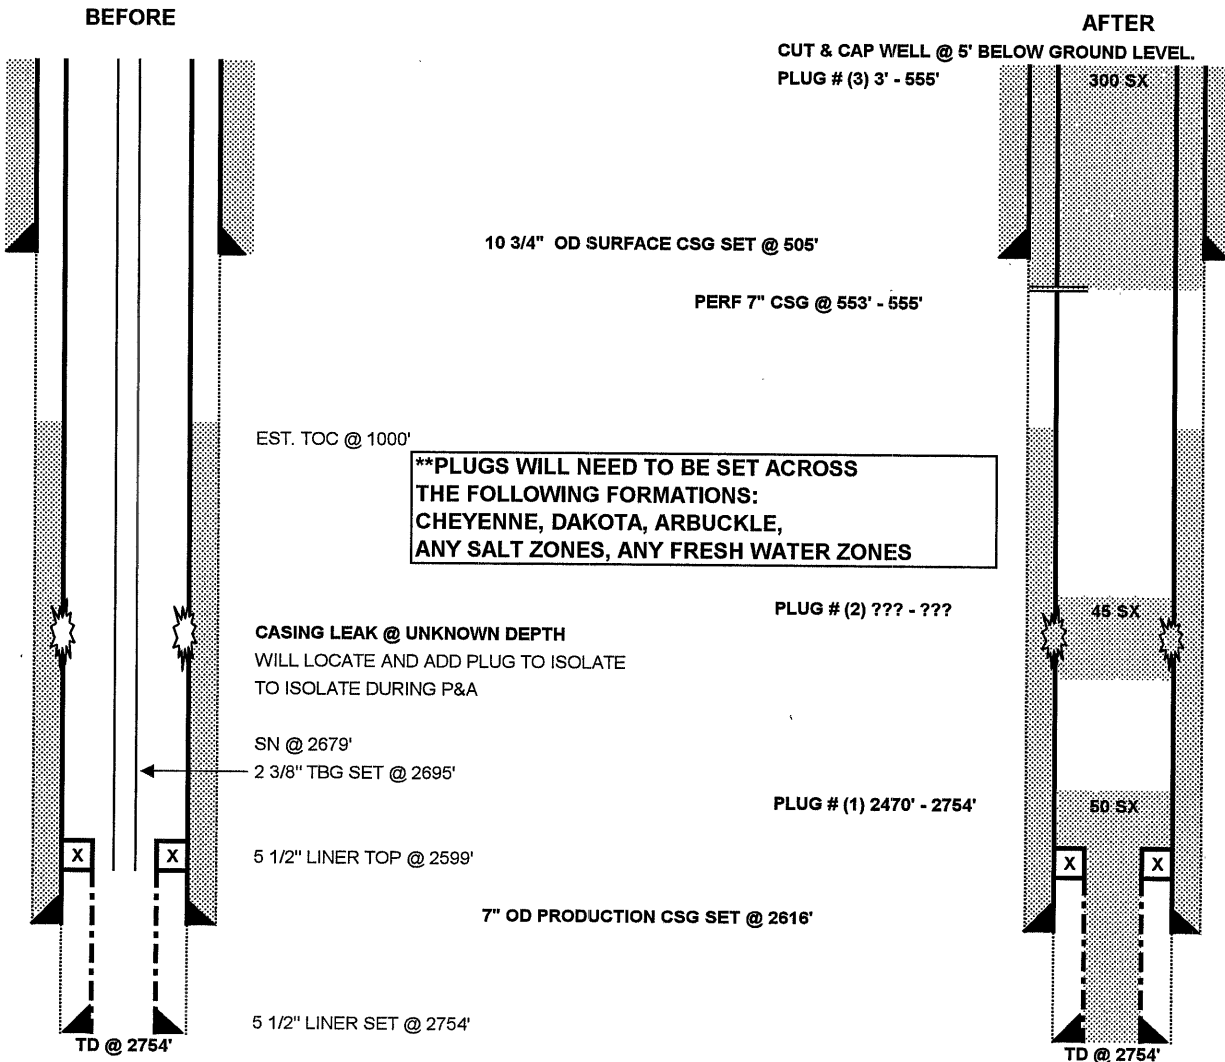 BEFORE
AFTER
CUT & CAP WELL @ 5' BELOW GROUND LEVEL.
PLUG # (3) 3' - 555'
300 SX
10 3/4" OD SURFACE CSG SET @ 505'
PERF 7" CSG @ 553' - 555'
EST. TOC @ 1000'
**PLUGS WILL NEED TO BE SET ACROSS
THE FOLLOWING FORMATIONS:
CHEYENNE, DAKOTA, ARBUCKLE,
ANY SALT ZONES, ANY FRESH WATER ZONES
PLUG # (2) ??? - ???
45 SX
CASING LEAK @ UNKNOWN DEPTH
WILL LOCATE AND ADD PLUG TO ISOLATE
TO ISOLATE DURING P&A
SN @ 2679'
2 3/8" TBG SET @ 2695'
PLUG # (1) 2470' - 2754'
50 SX
X X
5 1/2" LINER TOP @ 2599'
X X
7" OD PRODUCTION CSG SET @ 2616'
5 1/2" LINER SET @ 2754'
TD @ 2754'
TD @ 2754'